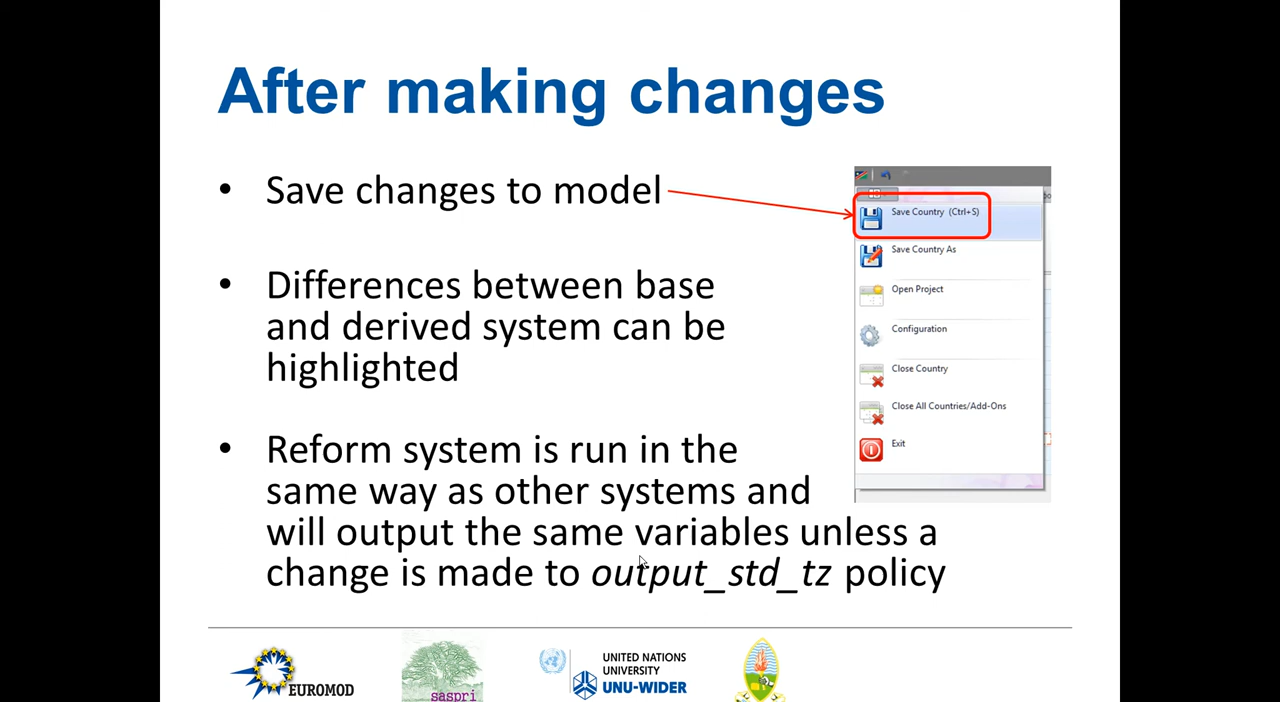 After making changes
• Save changes to model
• Differences between base
and derived system can be
highlighted
• Reform system is run in the
same way as other systems and
will output the same variables unless a
change is made to output_std_tz policy
Save Country (Ctrl+S)
Save Country As
Open Project
Configuration
Close Country
Close All Countries/Add-Ons
Exit
EUROMOD
saspri
UNITED NATIONS
UNIVERSITY
UNU-WIDER